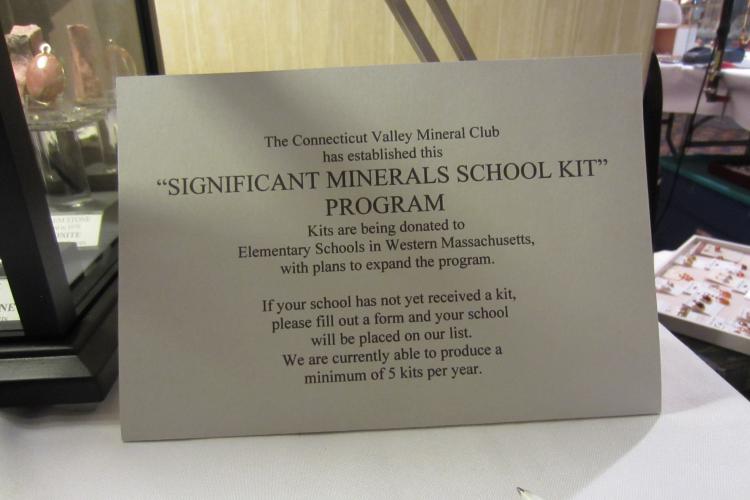 The Connecticut Valley Mineral Club
has established this
“SIGNIFICANT MINERALS SCHOOL KIT”
PROGRAM
Kits are being donated to
Elementary Schools in Western Massachusetts,
with plans to expand the program.
If your school has not yet received a kit,
please fill out a form and your school
will be placed on our list.
We are currently able to produce a
minimum of 5 kits per year.